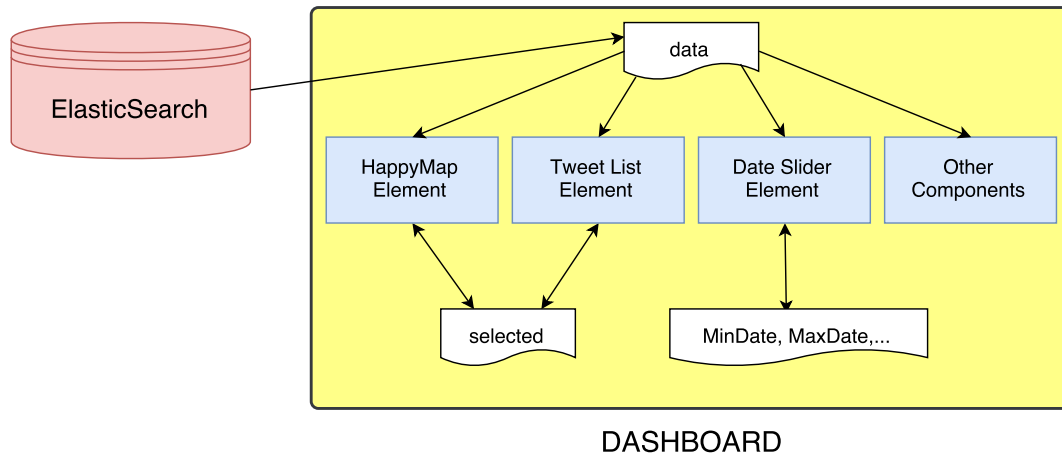 data
ElasticSearch
HappyMap
Element
Tweet List
Element
Date Slider
Element
Other
Components
selected
MinDate, MaxDate,...
DASHBOARD